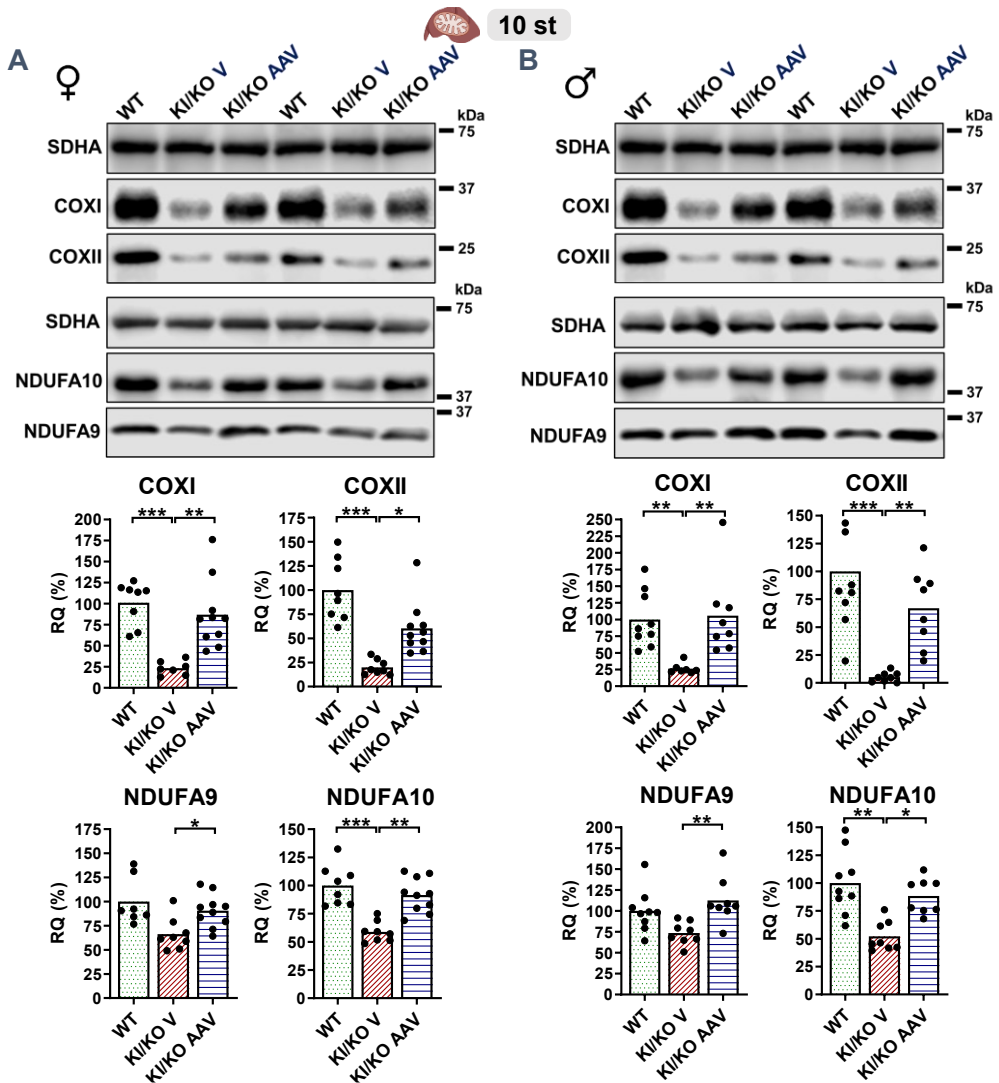 10 st
A
♀
WT
KI/KO V
KI/KO AAV
WT
KI/KO V
KI/KO AAV
kDa
SDHA
75
COXI
37
COXII
25
kDa
SDHA
75
NDUFA10
37
NDUFA9
37
COXI
*** **
RQ (%)
200
175
150
125
100
75
50
25
0
WT
KI/KO V
KI/KO AAV
COXII
*** *
RQ (%)
175
150
125
100
75
50
25
0
WT
KI/KO V
KI/KO AAV
NDUFA9
*
RQ (%)
175
150
125
100
75
50
25
0
WT
KI/KO V
KI/KO AAV
NDUFA10
*** **
RQ (%)
150
125
100
75
50
25
0
WT
KI/KO V
KI/KO AAV
B
♂
WT
KI/KO V
KI/KO AAV
WT
KI/KO V
KI/KO AAV
kDa
SDHA
75
COXI
37
COXII
25
kDa
SDHA
75
NDUFA10
37
NDUFA9
37
COXI
** **
RQ (%)
250
225
200
175
150
125
100
75
50
25
0
WT
KI/KO V
KI/KO AAV
COXII
*** **
RQ (%)
150
125
100
75
50
25
0
WT
KI/KO V
KI/KO AAV
NDUFA9
**
RQ (%)
200
175
150
125
100
75
50
25
0
WT
KI/KO V
KI/KO AAV
NDUFA10
** *
RQ (%)
150
125
100
75
50
25
0
WT
KI/KO V
KI/KO AAV